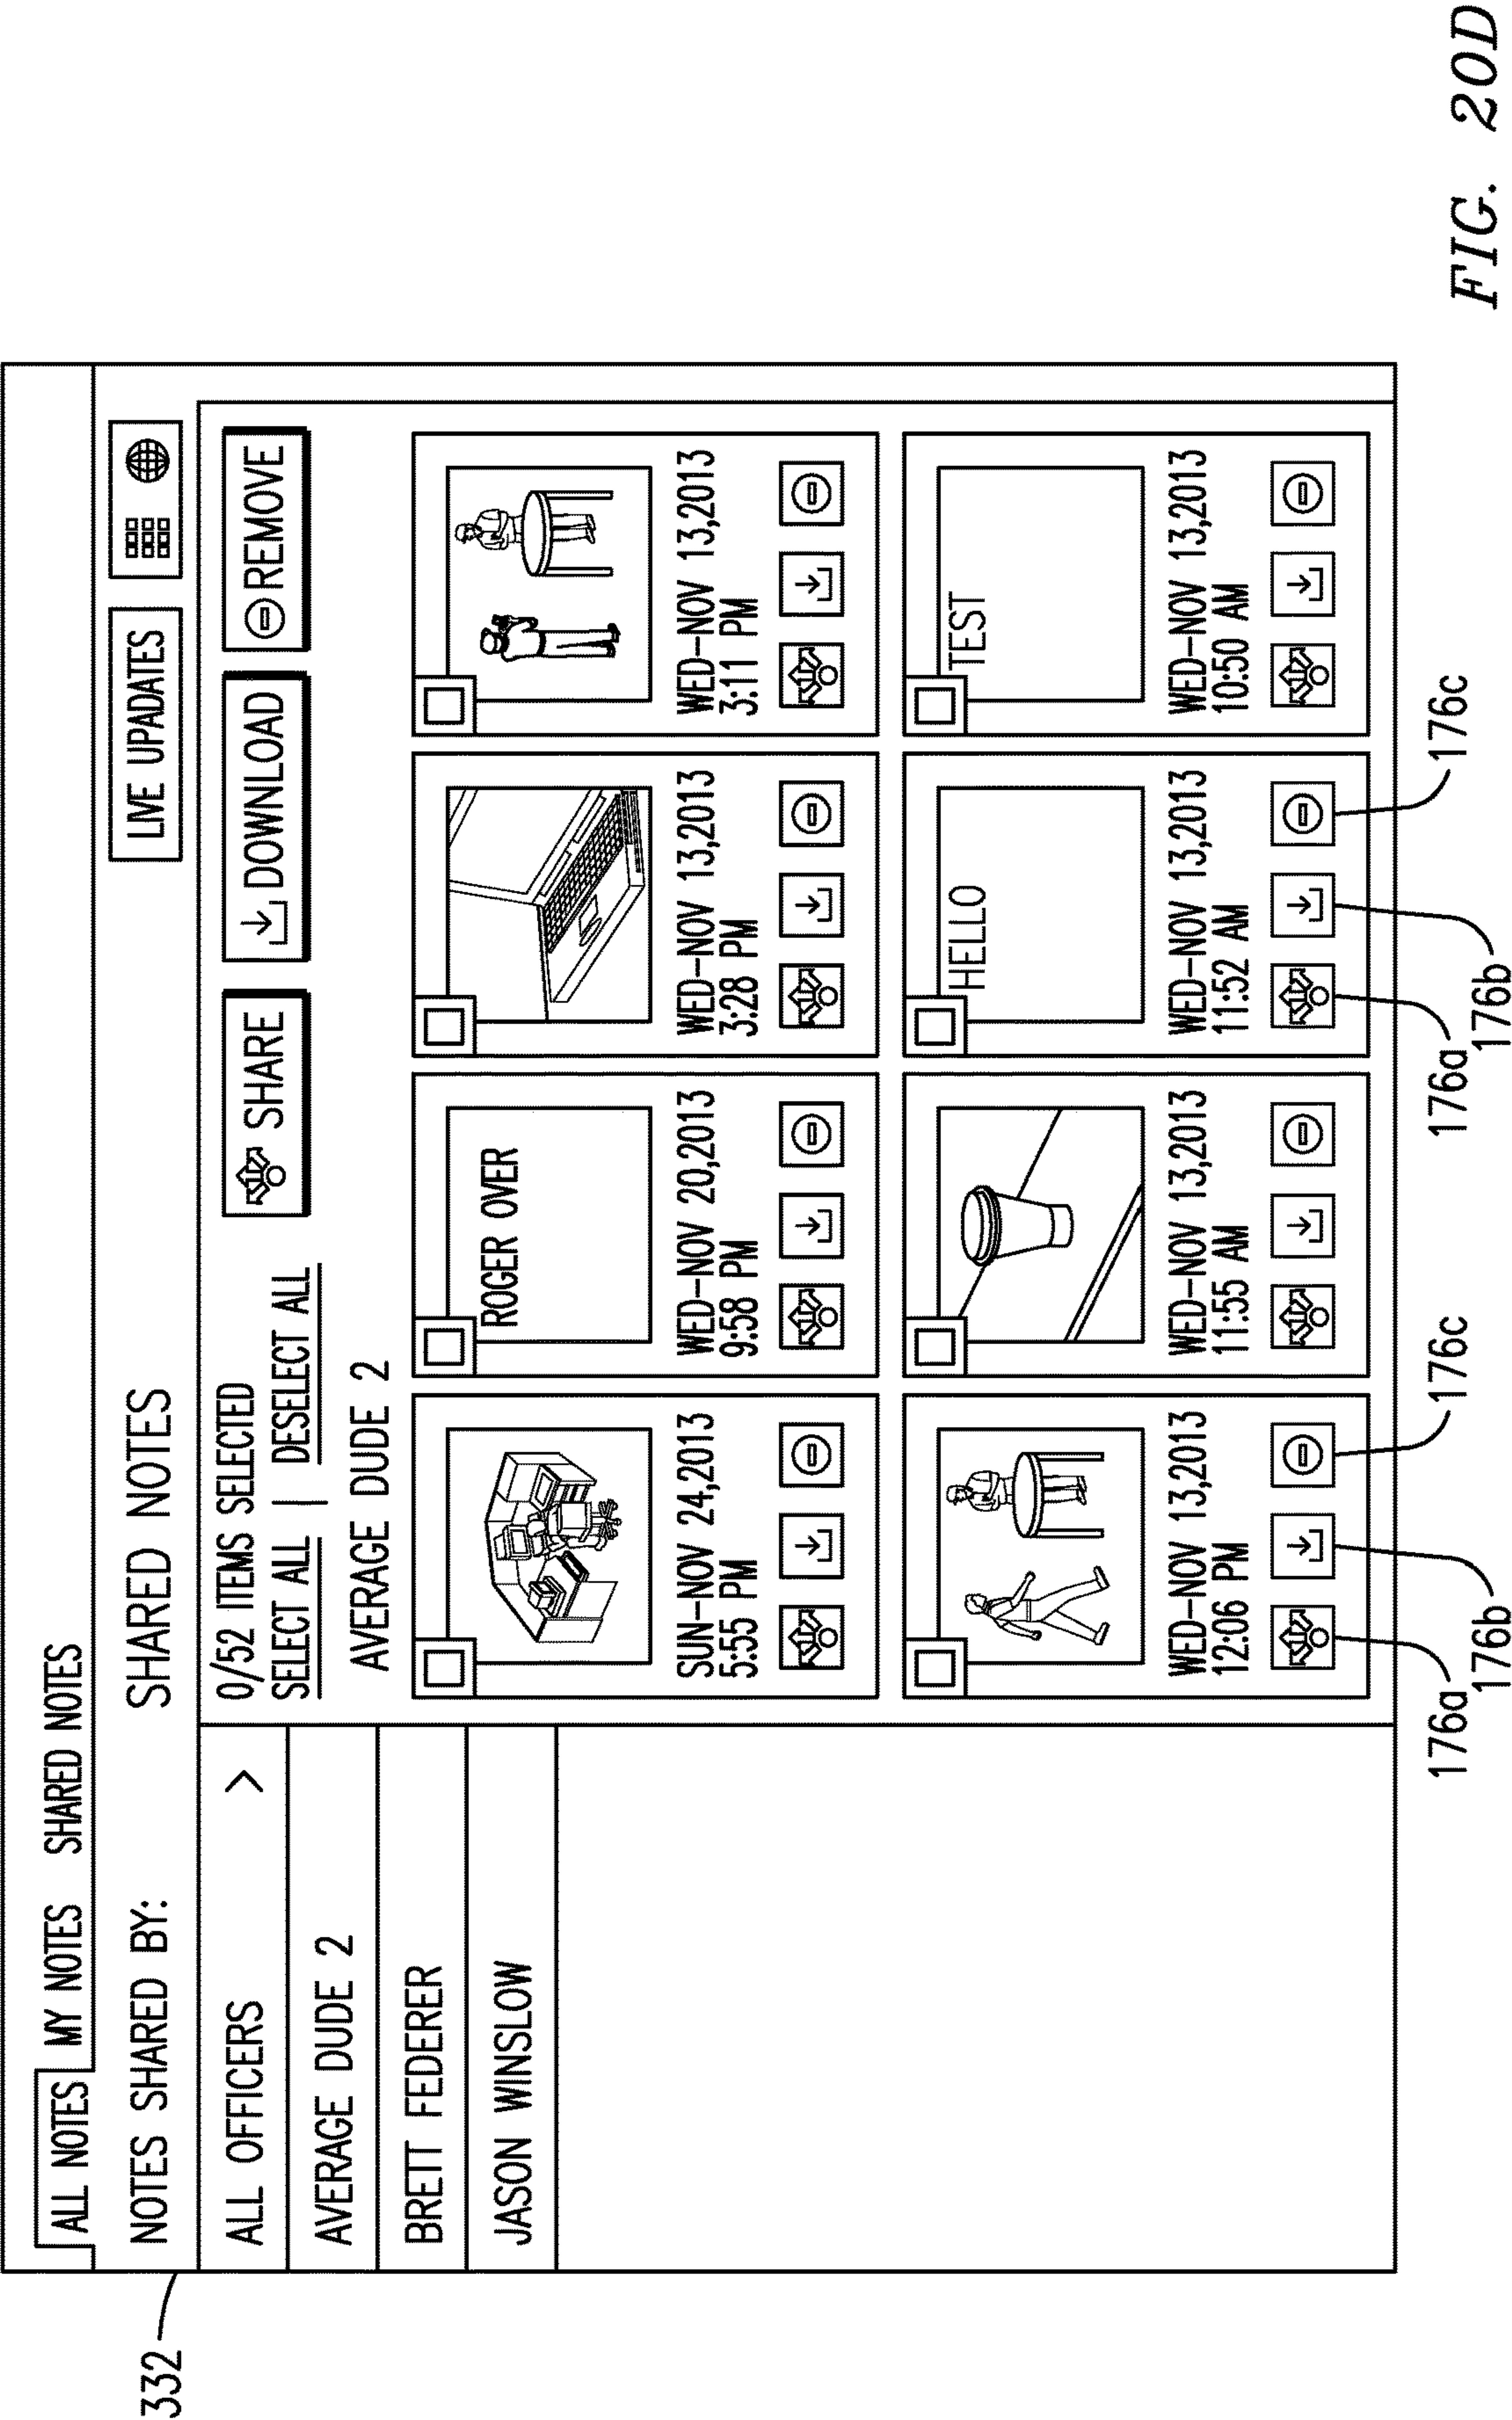 ALL NOTES MY NOTES SHARED NOTES
NOTES SHARED BY:
SHARED NOTES
LIVE UPADATES
332
ALL OFFICERS >
AVERAGE DUDE 2
BRETT FEDERER
JASON WINSLOW
0/52 ITEMS SELECTED
SELECT ALL | DESELECT ALL
SHARE
DOWNLOAD
REMOVE
AVERAGE DUDE 2
SUN-NOV 24,2013
5:55 PM
ROGER OVER
WED-NOV 20,2013
9:58 PM
WED-NOV 13,2013
3:28 PM
WED-NOV 13,2013
3:11 PM
WED-NOV 13,2013
12:06 PM
WED-NOV 13,2013
11:55 AM
HELLO
WED-NOV 13,2013
11:52 AM
TEST
WED-NOV 13,2013
10:50 AM
176a
176b
176c
176a
176b
176c
FIG. 20D